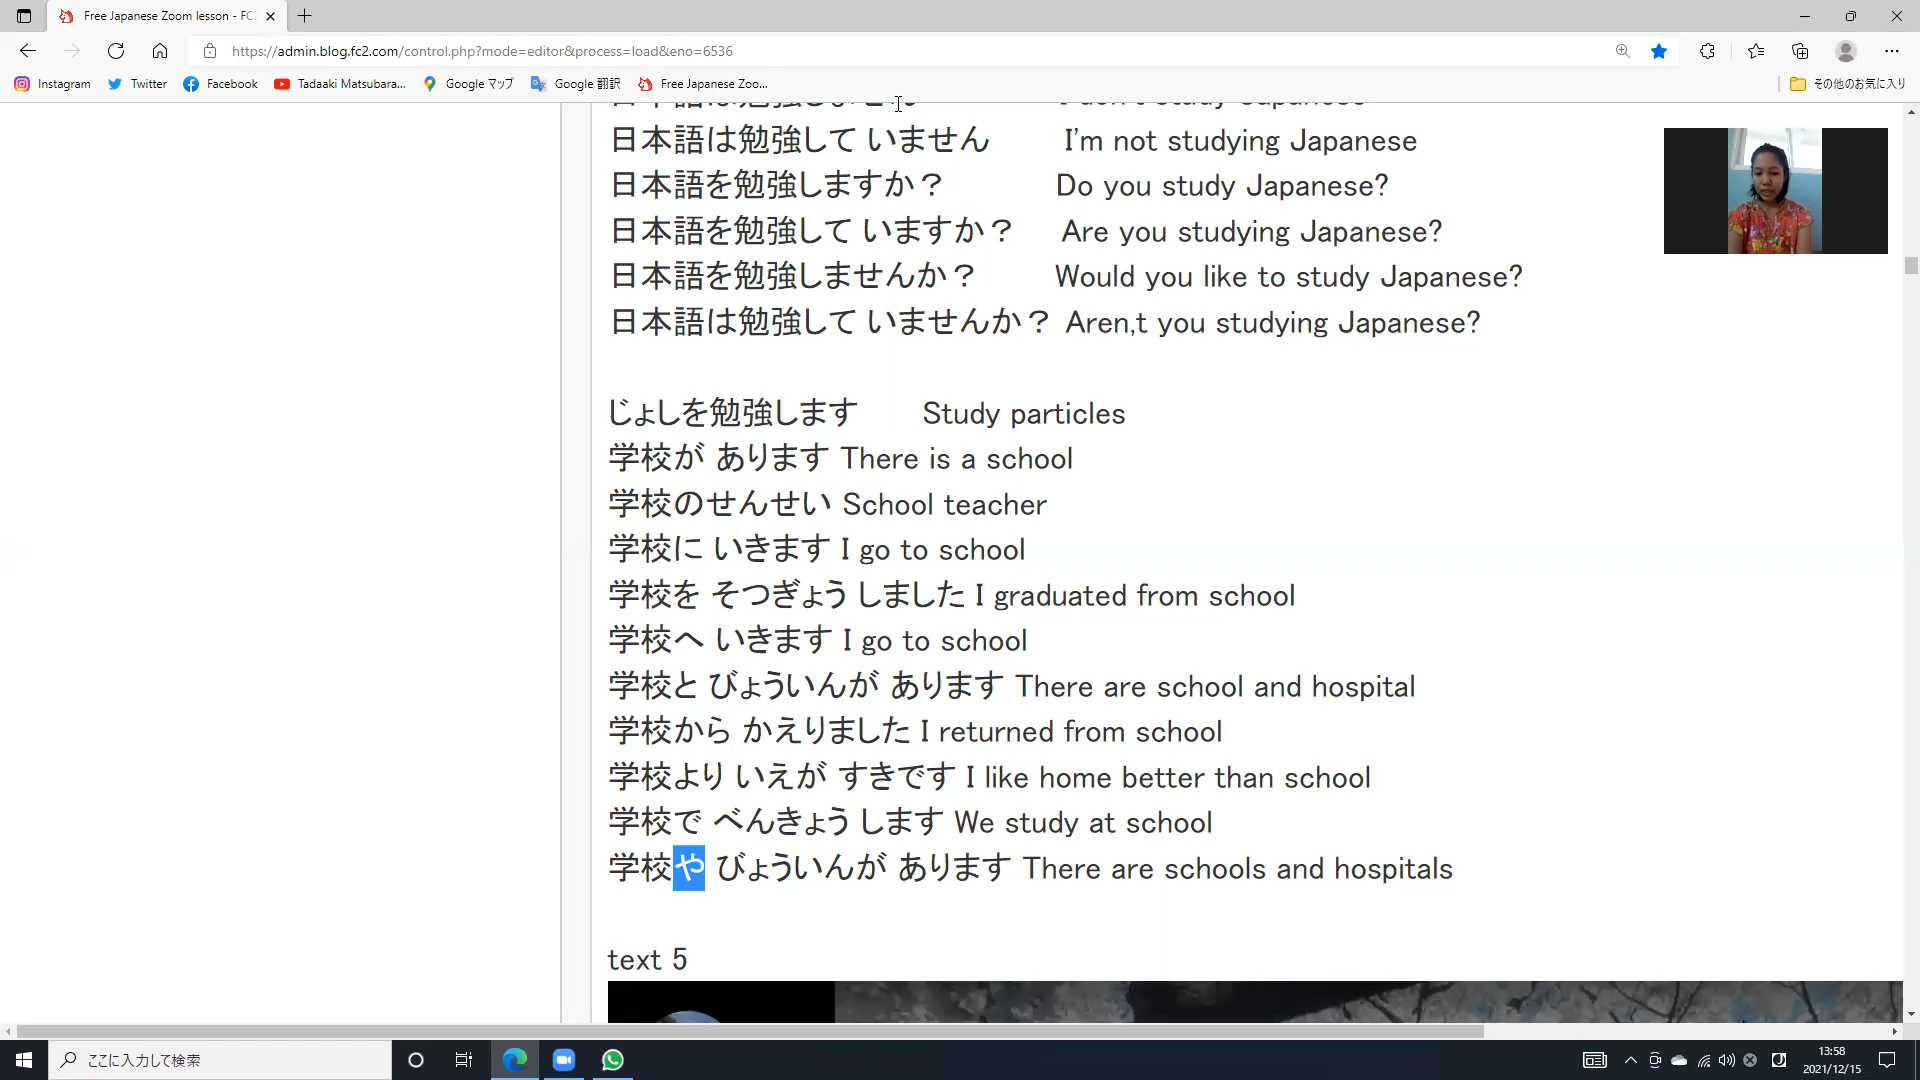 Free Japanese Zoom lesson - FC
https://admin.blog.fc2.com/control.php?mode=editor&process=load&eno=6536
Instagram Twitter Facebook Tadaaki Matsubara... Google マップ Google 翻訳 Free Japanese Zoo... その他のお気に入り
日本語は勉強して いません I'm not studying Japanese
日本語を勉強しますか？ Do you study Japanese?
日本語を勉強して いますか？ Are you studying Japanese?
日本語を勉強しませんか？ Would you like to study Japanese?
日本語は勉強して いませんか？ Aren,t you studying Japanese?
じょしを勉強します Study particles
学校が あります There is a school
学校のせんせい School teacher
学校に いきます I go to school
学校を そつぎょう しました I graduated from school
学校へ いきます I go to school
学校と びょういんが あります There are school and hospital
学校から かえりました I returned from school
学校より いえが すきです I like home better than school
学校で べんきょう します We study at school
学校や びょういんが あります There are schools and hospitals
text 5
ここに入力して検索
13:58
2021/12/15